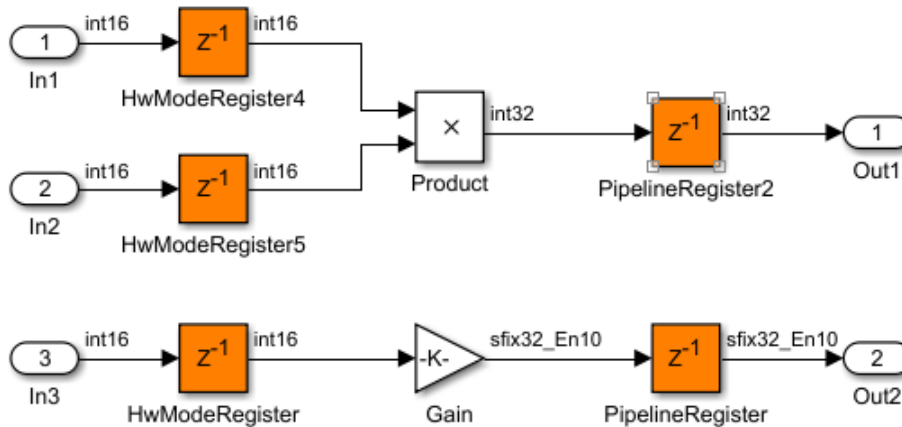 int16
int16
1
Z-1
In1
HwModeRegister4
×
int32
Z-1
int32
1
int16
int16
2
Z-1
Product
PipelineRegister2
Out1
In2
HwModeRegister5
int16
int16
sfix32_En10
sfix32_En10
3
Z-1
-K-
Z-1
2
In3
HwModeRegister
Gain
PipelineRegister
Out2